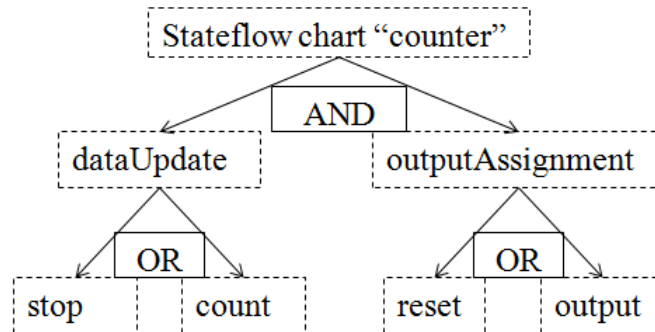 Stateflow chart “counter”
AND
dataUpdate
outputAssignment
OR
OR
stop
count
reset
output